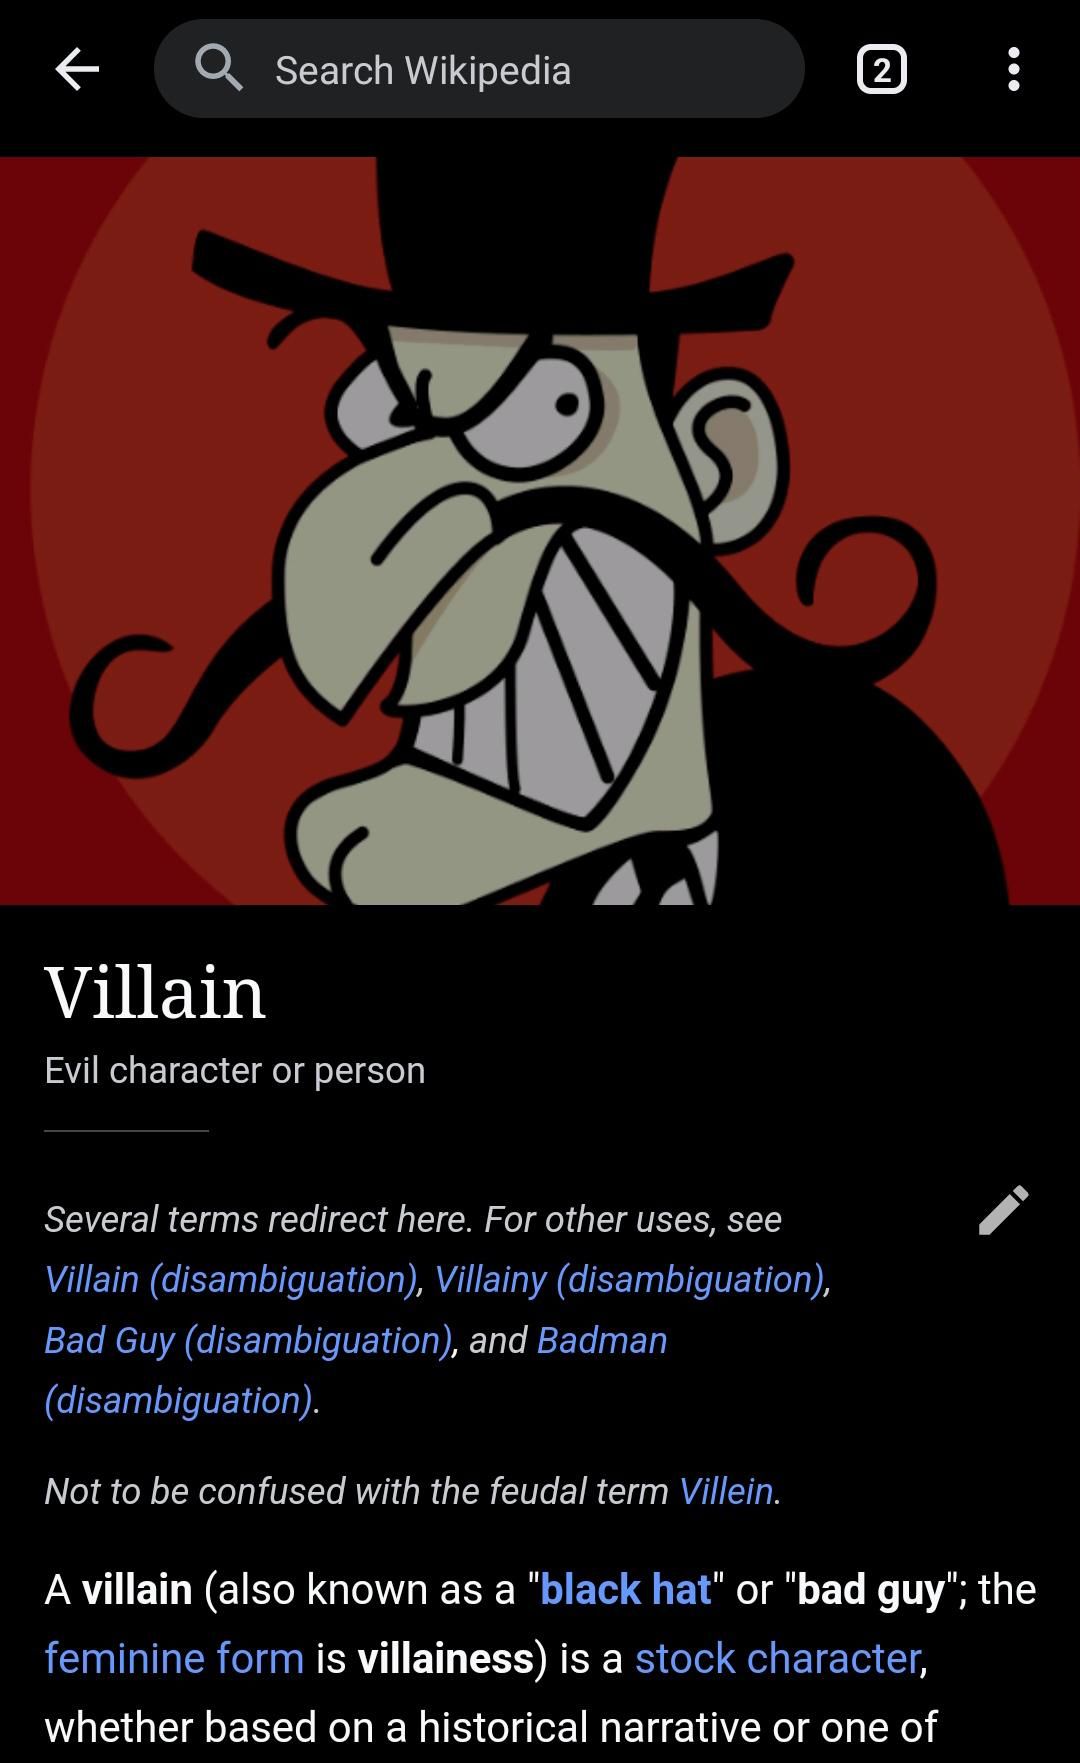 Search Wikipedia
2
Villain
Evil character or person
Several terms redirect here. For other uses, see
Villain (disambiguation), Villainy (disambiguation),
Bad Guy (disambiguation), and Badman
(disambiguation).
Not to be confused with the feudal term Villein.
A villain (also known as a "black hat" or "bad guy"; the
feminine form is villainess) is a stock character,
whether based on a historical narrative or one of